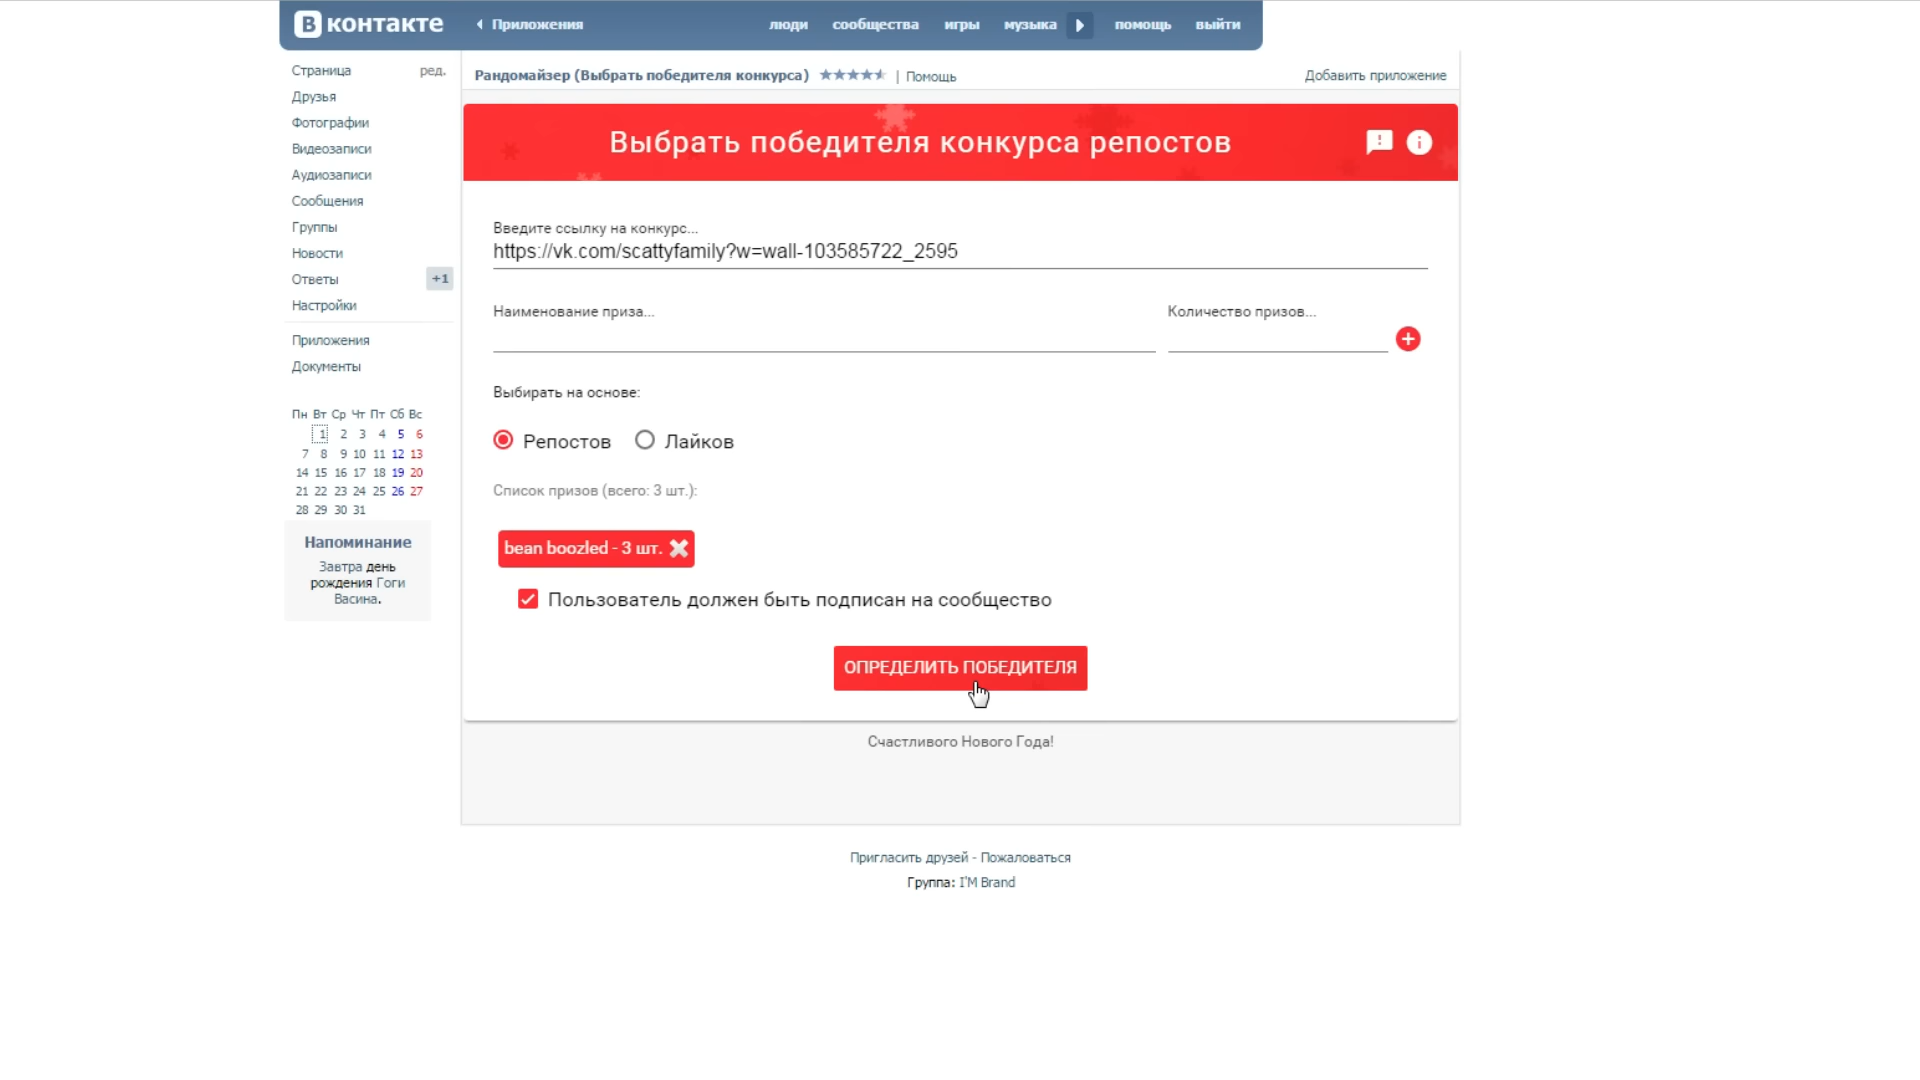 В контакте
Приложения
люди сообщества игры музыка помощь выйти
Страница ред.
Друзья
Фотографии
Видеозаписи
Аудиозаписи
Сообщения
Группы
Новости
Ответы +1
Настройки
Приложения
Документы
Пн Вт Ср Чт Пт Сб Вс
1 2 3 4 5 6
7 8 9 10 11 12 13
14 15 16 17 18 19 20
21 22 23 24 25 26 27
28 29 30 31
Напоминание
Завтра день
рождения Гоги
Васина.
Рандомайзер (Выбрать победителя конкурса) | Помощь
Добавить приложение
Выбрать победителя конкурса репостов
Введите ссылку на конкурс...
https://vk.com/scattyfamily?w=wall-103585722_2595
Наименование приза... Количество призов...
Выбирать на основе:
Репостов Лайков
Список призов (всего: 3 шт.):
bean boozled - 3 шт.
Пользователь должен быть подписан на сообщество
ОПРЕДЕЛИТЬ ПОБЕДИТЕЛЯ
Счастливого Нового Года!
Пригласить друзей - Пожаловаться
Группа: I'M Brand